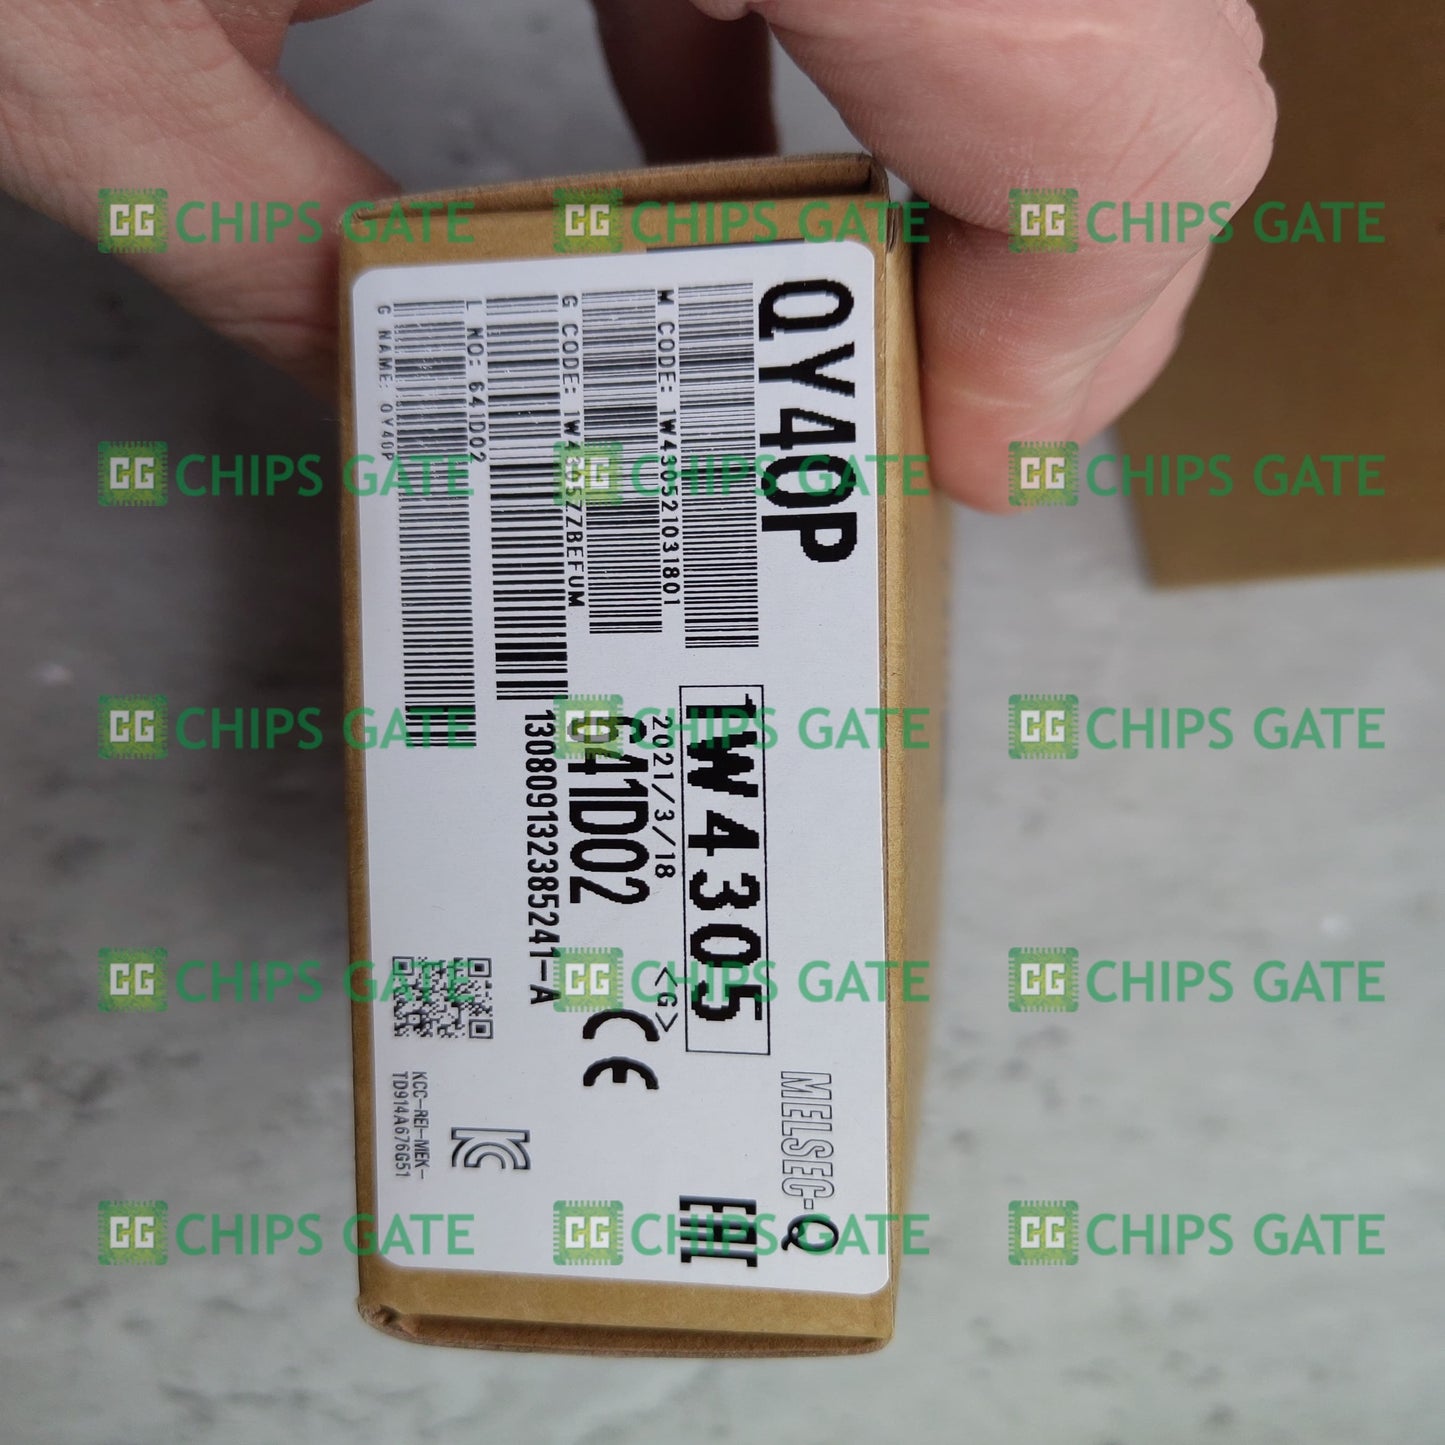 QY40P
M CODE: 1W430521031801
G CODE: 1W4305ZZBEFUM
L NO: 641D02
G NAME: QY40P
1W4305
2021/3/18
<G>
641D02
130809132385241-A
CE
MELSEC-Q
EAC
KCC-REI-MEK-
TD914A676G51
CG CHIPS GATE CG CHIPS GATE CG CHIPS GATE
CG CHIPS GATE CG CHIPS GATE CG CHIPS GATE
CG CHIPS GATE CG CHIPS GATE CG CHIPS GATE
CG CHIPS GATE CG CHIPS GATE CG CHIPS GATE
CG CHIPS GATE CG CHIPS GATE CG CHIPS GATE